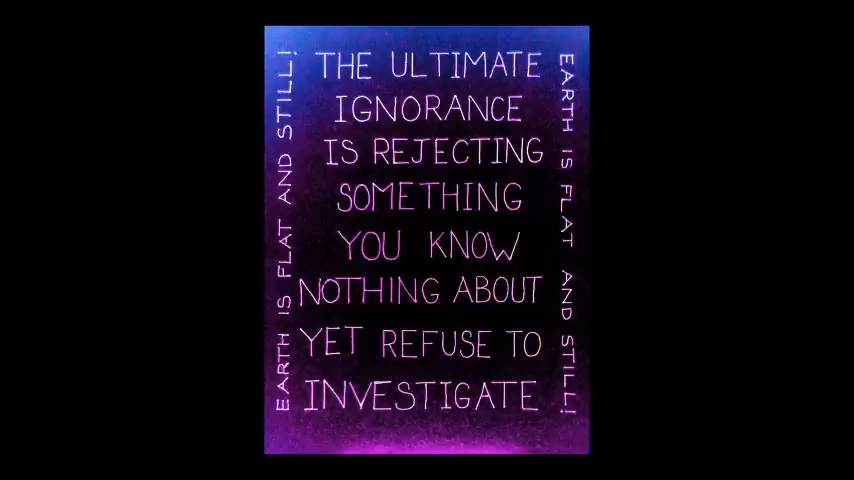 EARTH IS FLAT AND STILL!
THE ULTIMATE
IGNORANCE
IS REJECTING
SOMETHING
YOU KNOW
NOTHING ABOUT
YET REFUSE TO
INVESTIGATE
EARTH IS FLAT AND STILL!